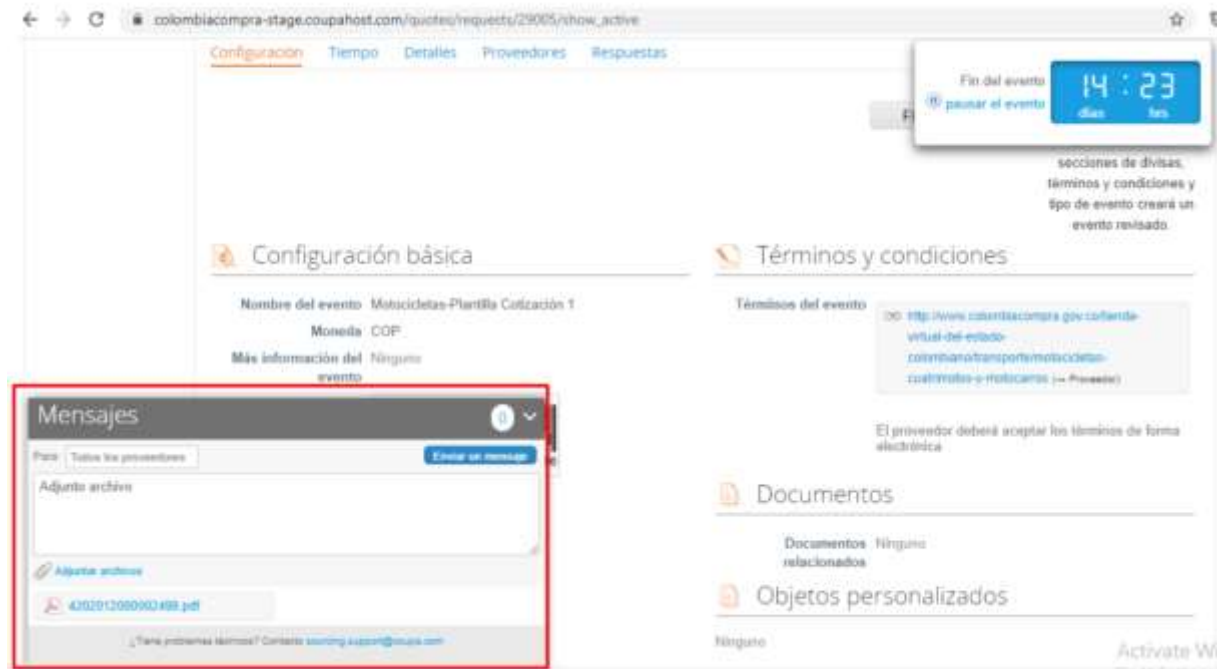 colombiacompra-stage.coupahost.com/quotes/requests/29005/show_active
Configuración Tiempo Detalles Proveedores Respuestas
Fin del evento
pausar el evento
14 : 23
días hrs
secciones de divisas,
términos y condiciones y
tipo de evento creará un
evento revisado.
Configuración básica
Nombre del evento Motocicletas-Plantilla Cotización 1
Moneda COP
Más información del evento Ninguno
Términos y condiciones
Términos del evento
http://www.colombiacompra.gov.co/tienda-
virtual-del-estado-
colombiano/transporte/motocicletas-
cuatrimotos-y-motocarros (→ Proveedor)
El proveedor deberá aceptar los términos de forma
electrónica
Documentos
Documentos relacionados Ninguno
Objetos personalizados
Ninguno
Mensajes 0
Para Todos los proveedores Enviar un mensaje
Adjunto archivo
Adjuntar archivos
¿Tiene problemas técnicos? Contacte sourcing.support@coupa.com
Activate Wi